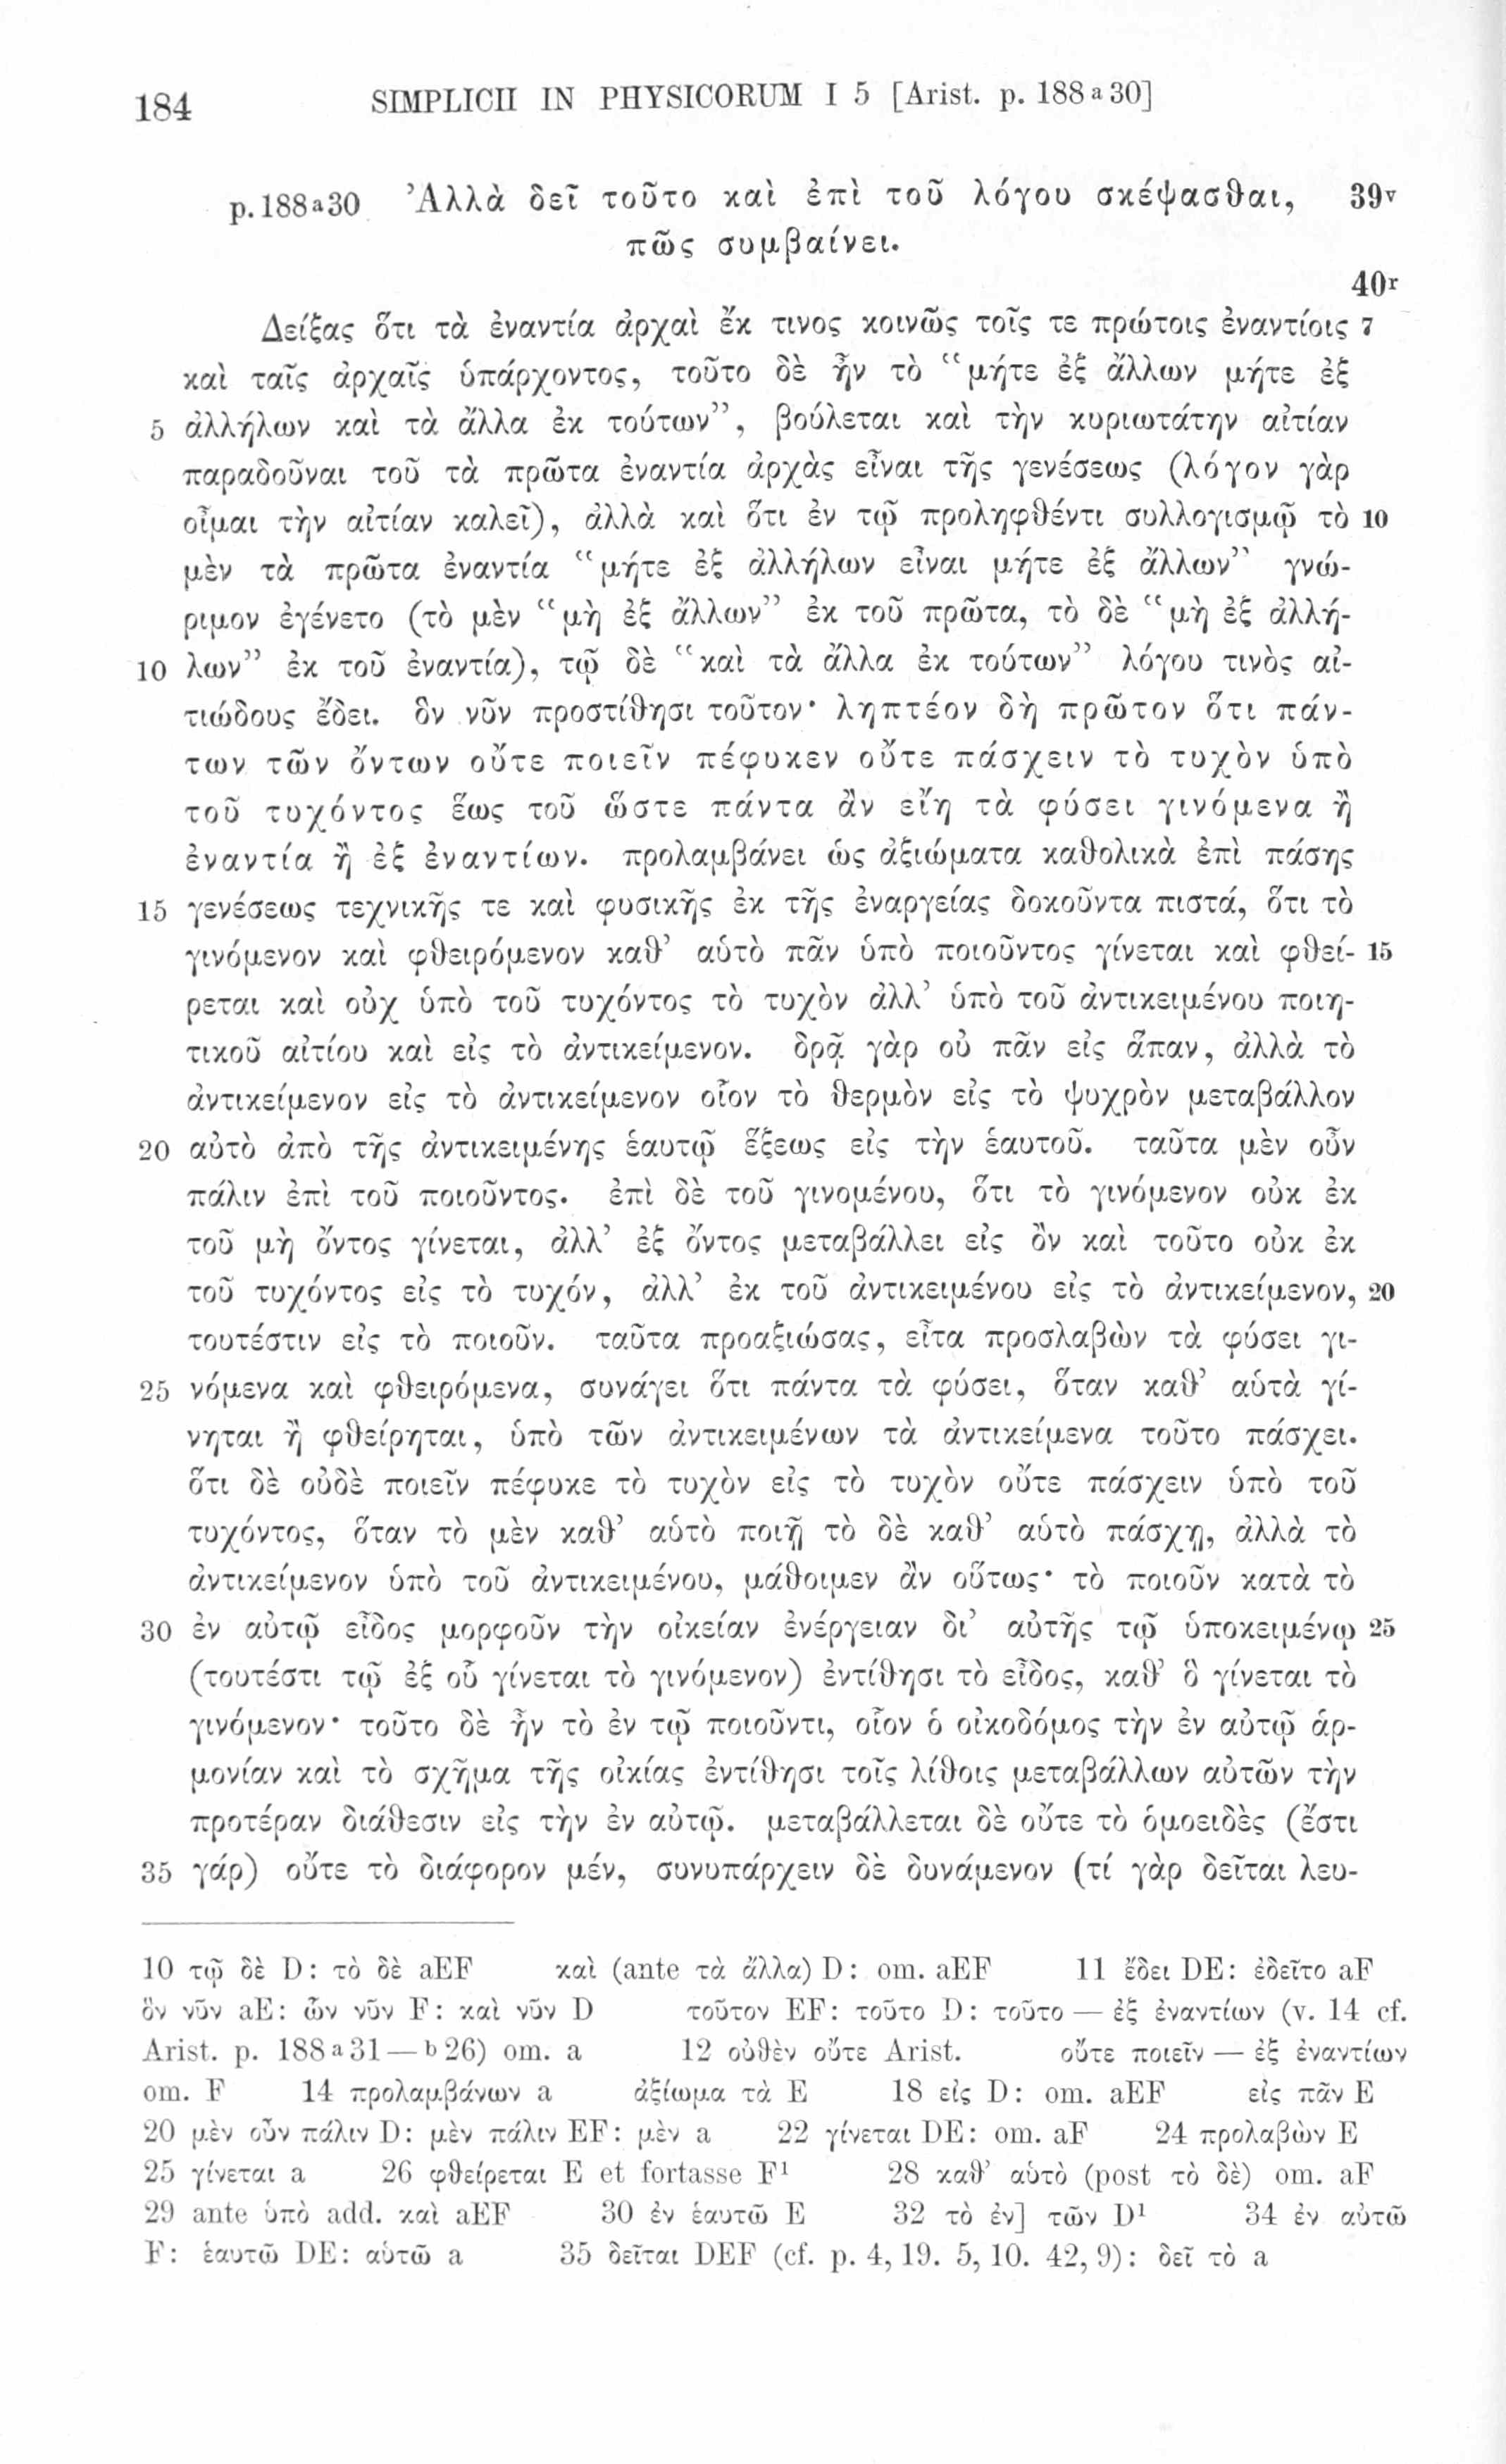 184 SIMPLICII IN PHYSICORUM I 5 [Arist. p. 188 a 30]
p. 188 a 30 Ἀλλὰ δεῖ τοῦτο καὶ ἐπὶ τοῦ λόγου σκέψασθαι, 39v
πῶς συμβαίνει.
40r
Δείξας ὅτι τὰ ἐναντία ἀρχαὶ ἔκ τινος κοινῶς τοῖς τε πρώτοις ἐναντίοις 7
καὶ ταῖς ἀρχαῖς ὑπάρχοντος, τοῦτο δὲ ἦν τὸ “μήτε ἐξ ἄλλων μήτε ἐξ
5 ἀλλήλων καὶ τὰ ἄλλα ἐκ τούτων”, βούλεται καὶ τὴν κυριωτάτην αἰτίαν
παραδοῦναι τοῦ τὰ πρῶτα ἐναντία ἀρχὰς εἶναι τῆς γενέσεως (λόγον γὰρ
οἶμαι τὴν αἰτίαν καλεῖ), ἀλλὰ καὶ ὅτι ἐν τῷ προληφθέντι συλλογισμῷ τὸ 10
μὲν τὰ πρῶτα ἐναντία “μήτε ἐξ ἀλλήλων εἶναι μήτε ἐξ ἄλλων” γνώ-
ριμον ἐγένετο (τὸ μὲν “μὴ ἐξ ἄλλων” ἐκ τοῦ πρῶτα, τὸ δὲ “μὴ ἐξ ἀλλή-
10 λων” ἐκ τοῦ ἐναντία), τῷ δὲ “καὶ τὰ ἄλλα ἐκ τούτων” λόγου τινὸς αἰ-
τιώδους ἔδει. ὃν νῦν προστίθησι τοῦτον· ληπτέον δὴ πρῶτον ὅτι πάν-
των τῶν ὄντων οὔτε ποιεῖν πέφυκεν οὔτε πάσχειν τὸ τυχὸν ὑπὸ
τοῦ τυχόντος ἕως τοῦ ὥστε πάντα ἂν εἴη τὰ φύσει γινόμενα ἢ
ἐναντία ἢ ἐξ ἐναντίων. προλαμβάνει ὡς ἀξιώματα καθολικὰ ἐπὶ πάσης
15 γενέσεως τεχνικῆς τε καὶ φυσικῆς ἐκ τῆς ἐναργείας δοκοῦντα πιστά, ὅτι τὸ
γινόμενον καὶ φθειρόμενον καθ’ αὑτὸ πᾶν ὑπὸ ποιοῦντος γίνεται καὶ φθεί- 15
ρεται καὶ οὐχ ὑπὸ τοῦ τυχόντος τὸ τυχὸν ἀλλ’ ὑπὸ τοῦ ἀντικειμένου ποιη-
τικοῦ αἰτίου καὶ εἰς τὸ ἀντικείμενον. δρᾷ γὰρ οὐ πᾶν εἰς ἅπαν, ἀλλὰ τὸ
ἀντικείμενον εἰς τὸ ἀντικείμενον οἷον τὸ θερμὸν εἰς τὸ ψυχρὸν μεταβάλλον
20 αὐτὸ ἀπὸ τῆς ἀντικειμένης ἑαυτῷ ἕξεως εἰς τὴν ἑαυτοῦ. ταῦτα μὲν οὖν
πάλιν ἐπὶ τοῦ ποιοῦντος. ἐπὶ δὲ τοῦ γινομένου, ὅτι τὸ γινόμενον οὐκ ἐκ
τοῦ μὴ ὄντος γίνεται, ἀλλ’ ἐξ ὄντος μεταβάλλει εἰς ὂν καὶ τοῦτο οὐκ ἐκ
τοῦ τυχόντος εἰς τὸ τυχόν, ἀλλ’ ἐκ τοῦ ἀντικειμένου εἰς τὸ ἀντικείμενον, 20
τουτέστιν εἰς τὸ ποιοῦν. ταῦτα προαξιώσας, εἶτα προσλαβὼν τὰ φύσει γι-
25 νόμενα καὶ φθειρόμενα, συνάγει ὅτι πάντα τὰ φύσει, ὅταν καθ’ αὑτὰ γί-
νηται ἢ φθείρηται, ὑπὸ τῶν ἀντικειμένων τὰ ἀντικείμενα τοῦτο πάσχει.
ὅτι δὲ οὐδὲ ποιεῖν πέφυκε τὸ τυχὸν εἰς τὸ τυχὸν οὔτε πάσχειν ὑπὸ τοῦ
τυχόντος, ὅταν τὸ μὲν καθ’ αὑτὸ ποιῇ τὸ δὲ καθ’ αὑτὸ πάσχῃ, ἀλλὰ τὸ
ἀντικείμενον ὑπὸ τοῦ ἀντικειμένου, μάθοιμεν ἂν οὕτως· τὸ ποιοῦν κατὰ τὸ
30 ἐν αὐτῷ εἶδος μορφοῦν τὴν οἰκείαν ἐνέργειαν δι’ αὐτῆς τῷ ὑποκειμένῳ 25
(τουτέστι τῷ ἐξ οὗ γίνεται τὸ γινόμενον) ἐντίθησι τὸ εἶδος, καθ’ ὃ γίνεται τὸ
γινόμενον· τοῦτο δὲ ἦν τὸ ἐν τῷ ποιοῦντι, οἷον ὁ οἰκοδόμος τὴν ἐν αὐτῷ ἁρ-
μονίαν καὶ τὸ σχῆμα τῆς οἰκίας ἐντίθησι τοῖς λίθοις μεταβάλλων αὐτῶν τὴν
προτέραν διάθεσιν εἰς τὴν ἐν αὐτῷ. μεταβάλλεται δὲ οὔτε τὸ ὁμοειδὲς (ἔστι
35 γάρ) οὔτε τὸ διάφορον μέν, συνυπάρχειν δὲ δυνάμενον (τί γὰρ δεῖται λευ-
10 τῷ δὲ D: τὸ δὲ aEF καὶ (ante τὰ ἄλλα) D: om. aEF 11 ἔδει DE: ἐδεῖτο aF
ὃν νῦν aE: ὧν νῦν F: καὶ νῦν D τοῦτον EF: τοῦτο D: τοῦτο — ἐξ ἐναντίων (v. 14 cf.
Arist. p. 188 a 31 — b 26) om. a 12 οὐθὲν οὔτε Arist. οὔτε ποιεῖν — ἐξ ἐναντίων
om. F 14 προλαμβάνων a ἀξίωμα τὰ E 18 εἰς D: om. aEF εἰς πᾶν E
20 μὲν οὖν πάλιν D: μὲν πάλιν EF: μὲν a 22 γίνεται DE: om. aF 24 προλαβὼν E
25 γίνεται a 26 φθείρεται E et fortasse F¹ 28 καθ’ αὑτὸ (post τὸ δὲ) om. aF
29 ante ὑπὸ add. καὶ aEF 30 ἐν ἑαυτῶ E 32 τὸ ἐν] τῶν D¹ 34 ἐν αὐτῶ
F: ἑαυτῶ DE: αὑτῶ a 35 δεῖται DEF (cf. p. 4, 19. 5, 10. 42, 9): δεῖ τὸ a